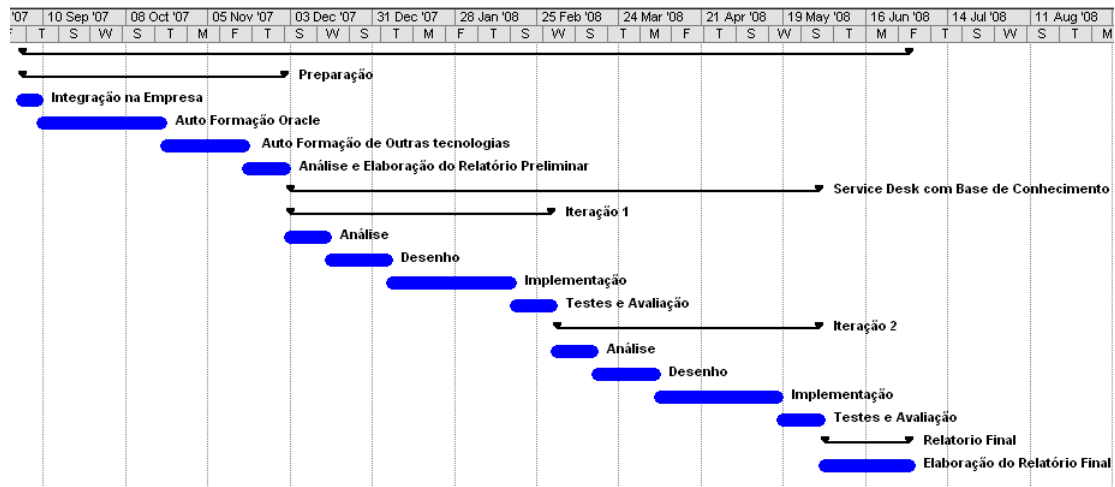 '07 10 Sep '07 08 Oct '07 05 Nov '07 03 Dec '07 31 Dec '07 28 Jan '08 25 Feb '08 24 Mar '08 21 Apr '08 19 May '08 16 Jun '08 14 Jul '08 11 Aug '08
F T S W S T M F T S W S T M F T S W S T M F T S W S T M F T S W S T M
Preparação
Integração na Empresa
Auto Formação Oracle
Auto Formação de Outras tecnologias
Análise e Elaboração do Relatório Preliminar
Service Desk com Base de Conhecimento
Iteração 1
Análise
Desenho
Implementação
Testes e Avaliação
Iteração 2
Análise
Desenho
Implementação
Testes e Avaliação
Relatorio Final
Elaboração do Relatório Final